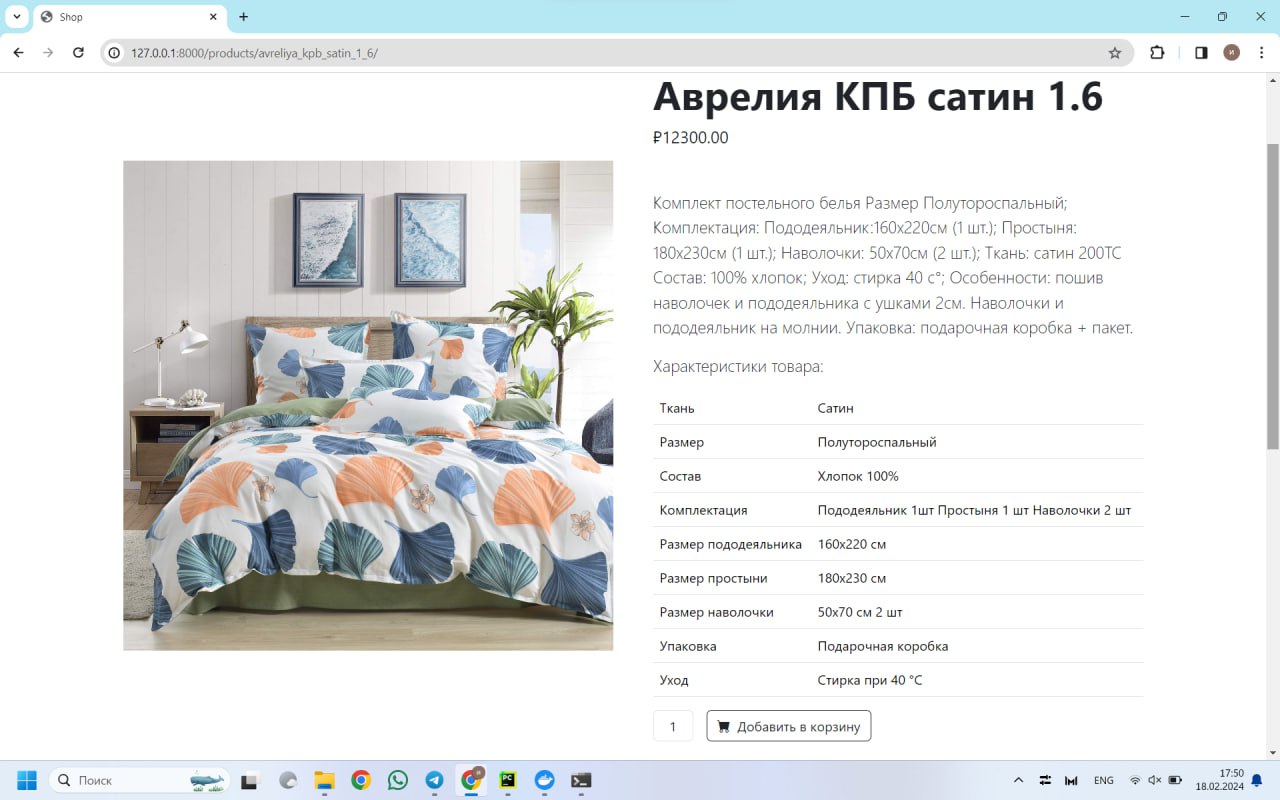 Shop
127.0.0.1:8000/products/avreliya_kpb_satin_1_6/
и
Аврелия КПБ сатин 1.6
₽12300.00
Комплект постельного белья Размер Полутороспальный;
Комплектация: Пододеяльник:160х220см (1 шт.); Простыня:
180х230см (1 шт.); Наволочки: 50х70см (2 шт.); Ткань: сатин 200ТС
Состав: 100% хлопок; Уход: стирка 40 с°; Особенности: пошив
наволочек и пододеяльника с ушками 2см. Наволочки и
пододеяльник на молнии. Упаковка: подарочная коробка + пакет.
Характеристики товара:
Ткань Сатин
Размер Полутороспальный
Состав Хлопок 100%
Комплектация Пододеяльник 1шт Простыня 1 шт Наволочки 2 шт
Размер пододеяльника 160х220 см
Размер простыни 180х230 см
Размер наволочки 50х70 см 2 шт
Упаковка Подарочная коробка
Уход Стирка при 40 °С
1 Добавить в корзину
Поиск
PC
ENG
17:50
18.02.2024